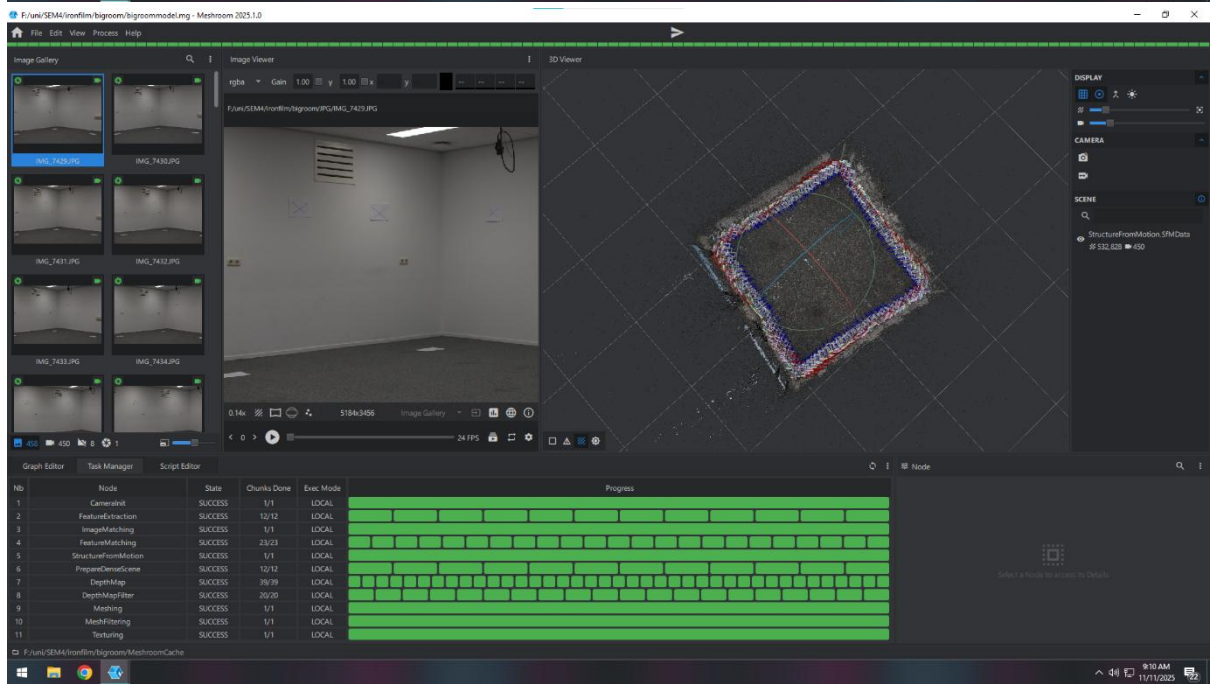 F:/uni/SEM4/ironfilm/bigroom/bigroommodel.mg - Meshroom 2025.1.0
File Edit View Process Help
Image Gallery
Image Viewer
3D Viewer
rgba Gain 1.00 y 1.00 x y -- -- -- --
F:/uni/SEM4/ironfilm/bigroom/JPG/IMG_7429.JPG
IMG_7429.JPG IMG_7430.JPG
IMG_7431.JPG IMG_7432.JPG
IMG_7433.JPG IMG_7434.JPG
450 450 8 1
0.14x 5184x3456 Image Gallery
0 24 FPS
DISPLAY
CAMERA
SCENE
StructureFromMotion.SfMData
532,828 450
Graph Editor Task Manager Script Editor
Node
Nb Node State Chunks Done Exec Mode Progress
1 CameraInit SUCCESS 1/1 LOCAL
2 FeatureExtraction SUCCESS 12/12 LOCAL
3 ImageMatching SUCCESS 1/1 LOCAL
4 FeatureMatching SUCCESS 23/23 LOCAL
5 StructureFromMotion SUCCESS 1/1 LOCAL
6 PrepareDenseScene SUCCESS 12/12 LOCAL
7 DepthMap SUCCESS 39/39 LOCAL
8 DepthMapFilter SUCCESS 20/20 LOCAL
9 Meshing SUCCESS 1/1 LOCAL
10 MeshFiltering SUCCESS 1/1 LOCAL
11 Texturing SUCCESS 1/1 LOCAL
Select a Node to access its Details
F:/uni/SEM4/ironfilm/bigroom/MeshroomCache
9:10 AM
11/11/2025
22